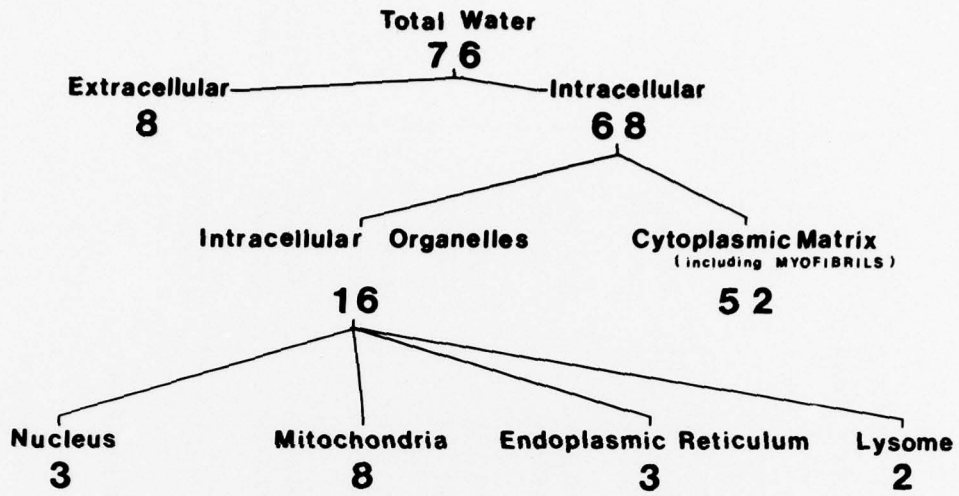 Total Water
76
Extracellular
Intracellular
8
68
Intracellular Organelles
Cytoplasmic Matrix
(including MYOFIBRILS)
16
52
Nucleus
Mitochondria
Endoplasmic Reticulum
Lysome
3
8
3
2